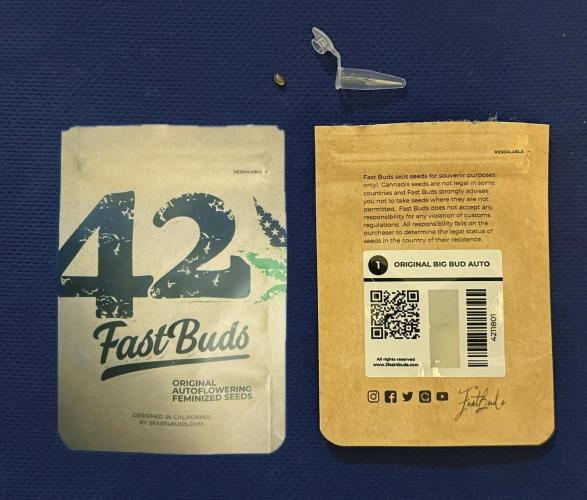 RESEALABLE
42
FastBuds
ORIGINAL
AUTOFLOWERING
FEMINIZED SEEDS
DESIGNED IN CALIFORNIA
BY 2FAST4BUDS.COM
RESEALABLE
Fast Buds sells seeds for souvenir purposes
only! Cannabis seeds are not legal in some
countries and Fast Buds strongly advises
you not to take seeds where they are not
permitted. Fast Buds does not accept any
responsibility for any violation of customs
regulations. All responsibility falls on the
purchaser to determine the legal status of
seeds in the country of their residence.
1 ORIGINAL BIG BUD AUTO
4211801
All rights reserved
www.2fast4buds.com
FastBuds